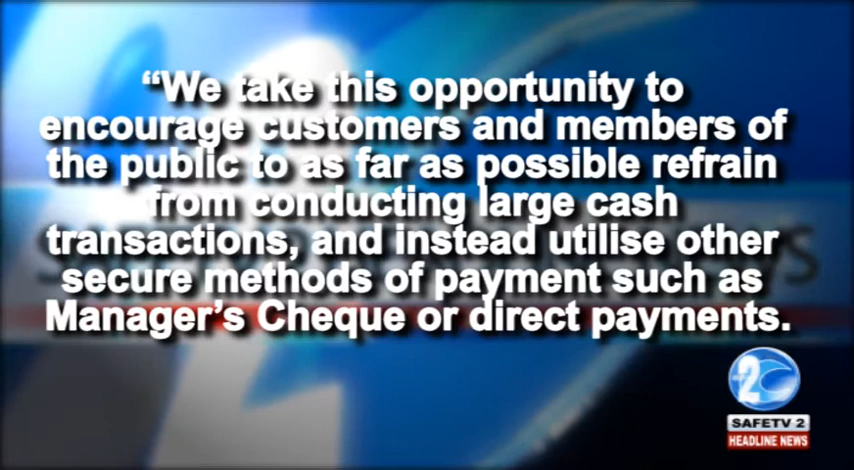 “We take this opportunity to
encourage customers and members of
the public to as far as possible refrain
from conducting large cash
transactions, and instead utilise other
secure methods of payment such as
Manager’s Cheque or direct payments.
2
SAFETV 2
HEADLINE NEWS